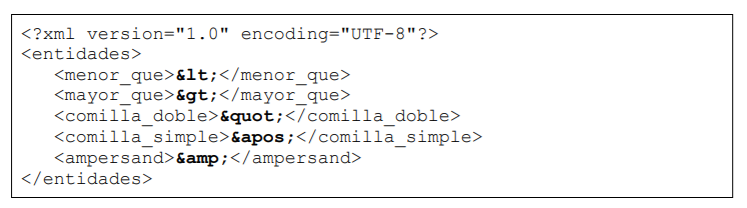 <?xml version="1.0" encoding="UTF-8"?>
<entidades>
<menor_que>&lt;</menor_que>
<mayor_que>&gt;</mayor_que>
<comilla_doble>&quot;</comilla_doble>
<comilla_simple>&apos;</comilla_simple>
<ampersand>&amp;</ampersand>
</entidades>